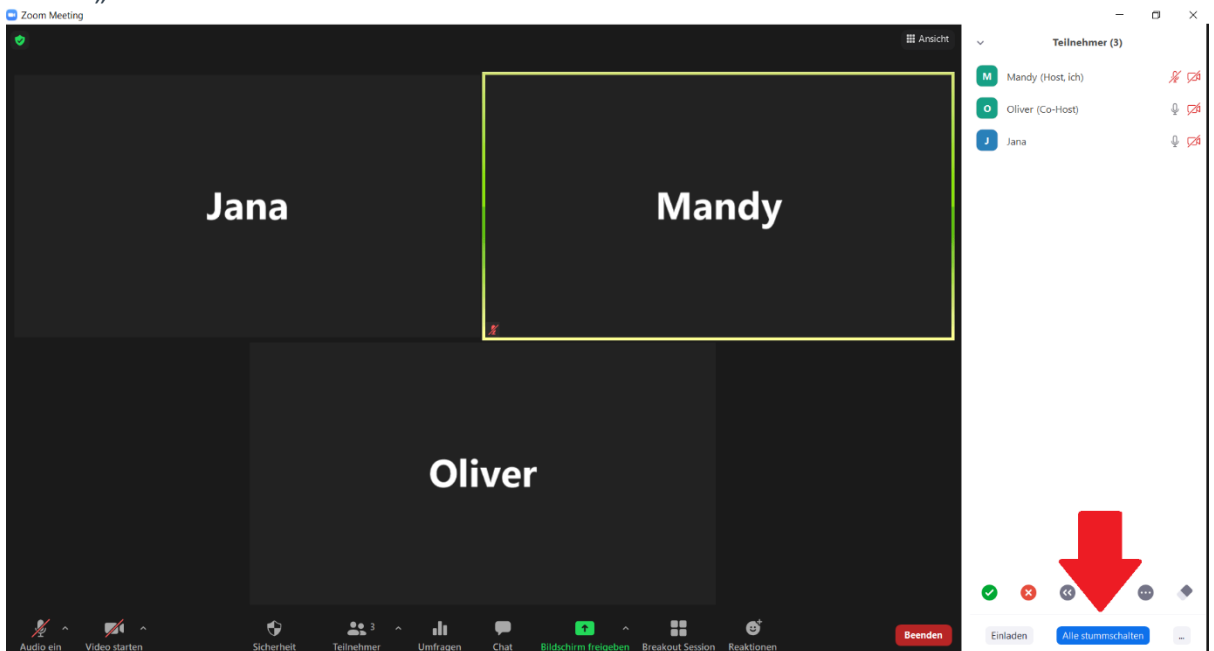 „
Zoom Meeting
Ansicht
Teilnehmer (3)
M Mandy (Host, ich)
O Oliver (Co-Host)
J Jana
Jana
Mandy
Oliver
3
Audio ein Video starten Sicherheit Teilnehmer Umfragen Chat Bildschirm freigeben Breakout Session Reaktionen Beenden
Einladen Alle stummschalten ...